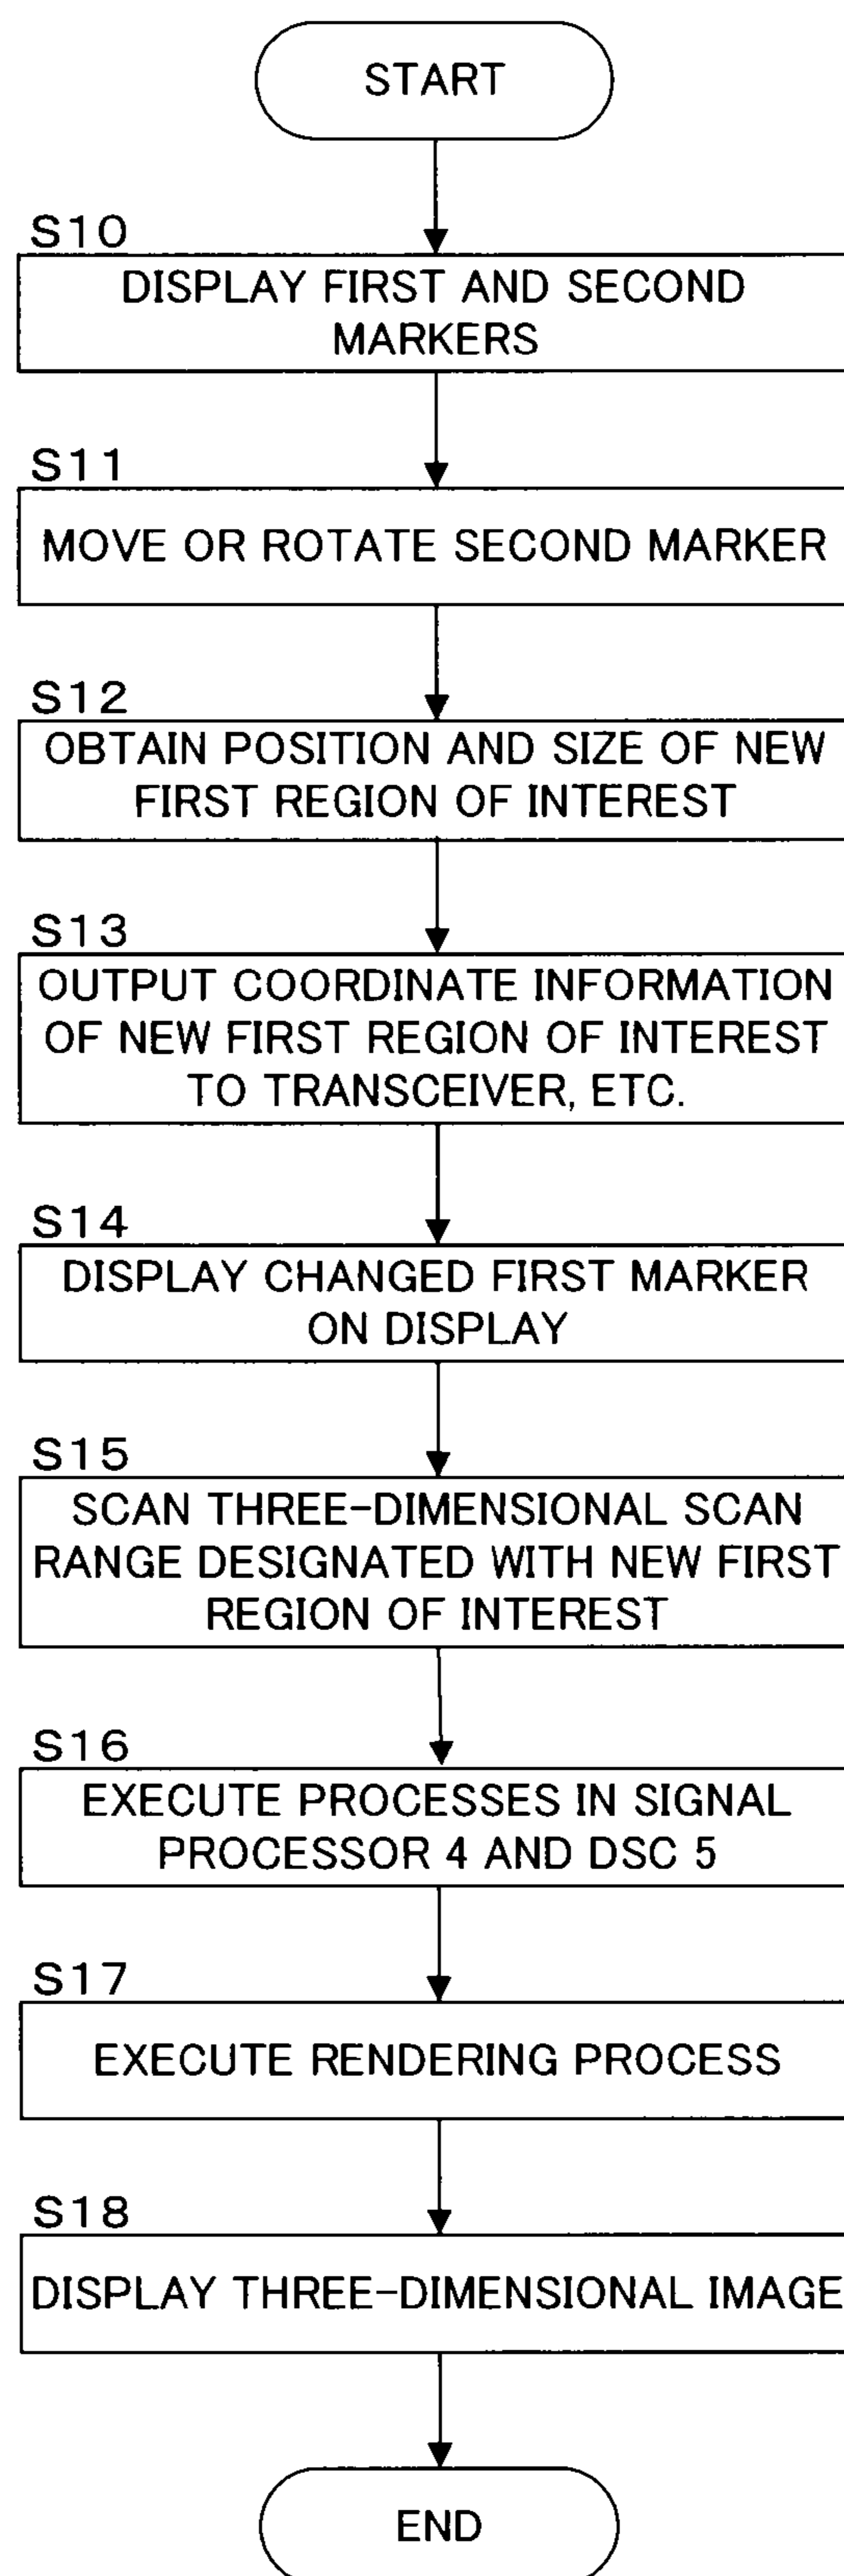 START
S10
DISPLAY FIRST AND SECOND
MARKERS
S11
MOVE OR ROTATE SECOND MARKER
S12
OBTAIN POSITION AND SIZE OF NEW
FIRST REGION OF INTEREST
S13
OUTPUT COORDINATE INFORMATION
OF NEW FIRST REGION OF INTEREST
TO TRANSCEIVER, ETC.
S14
DISPLAY CHANGED FIRST MARKER
ON DISPLAY
S15
SCAN THREE-DIMENSIONAL SCAN
RANGE DESIGNATED WITH NEW FIRST
REGION OF INTEREST
S16
EXECUTE PROCESSES IN SIGNAL
PROCESSOR 4 AND DSC 5
S17
EXECUTE RENDERING PROCESS
S18
DISPLAY THREE-DIMENSIONAL IMAGE
END